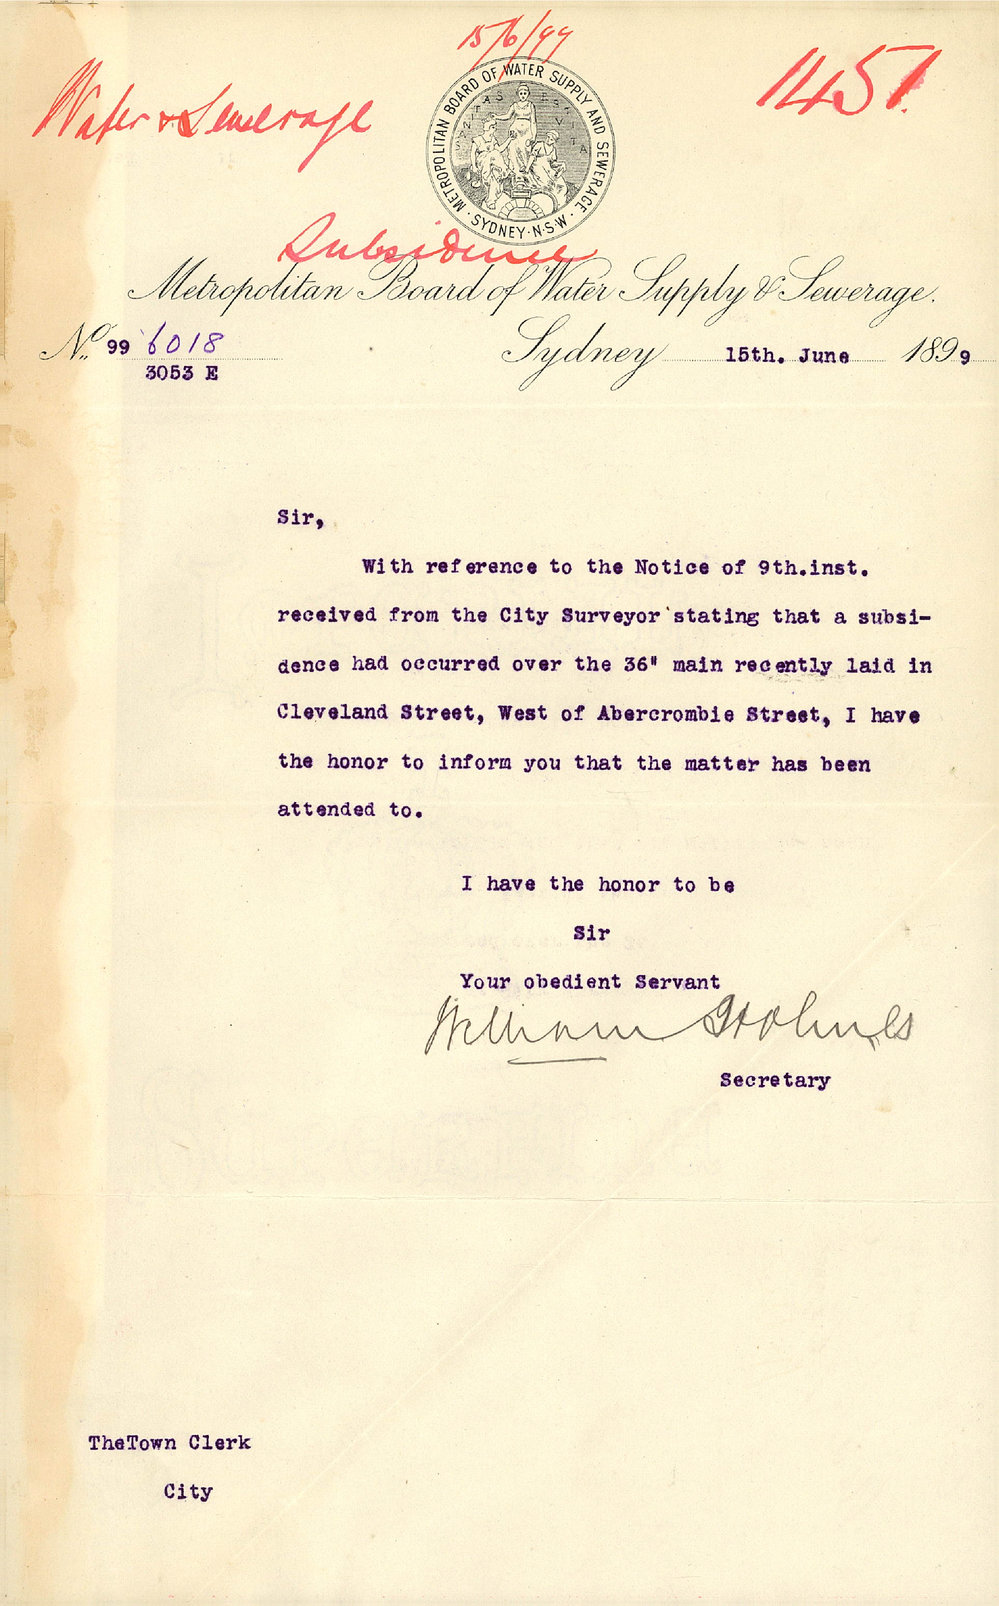 15/6/99
Water & Sewerage
1451.
METROPOLITAN BOARD OF WATER SUPPLY AND SEWERAGE.
SYDNEY·N·S·W·
Subsidence
Metropolitan Board of Water Supply & Sewerage.
No. 99 6018
3053 E
Sydney 15th. June 1899
Sir,
With reference to the Notice of 9th.inst.
received from the City Surveyor stating that a subsi-
dence had occurred over the 36" main recently laid in
Cleveland Street, West of Abercrombie Street, I have
the honor to inform you that the matter has been
attended to.
I have the honor to be
Sir
Your obedient Servant
William Holmes
Secretary
TheTown Clerk
City